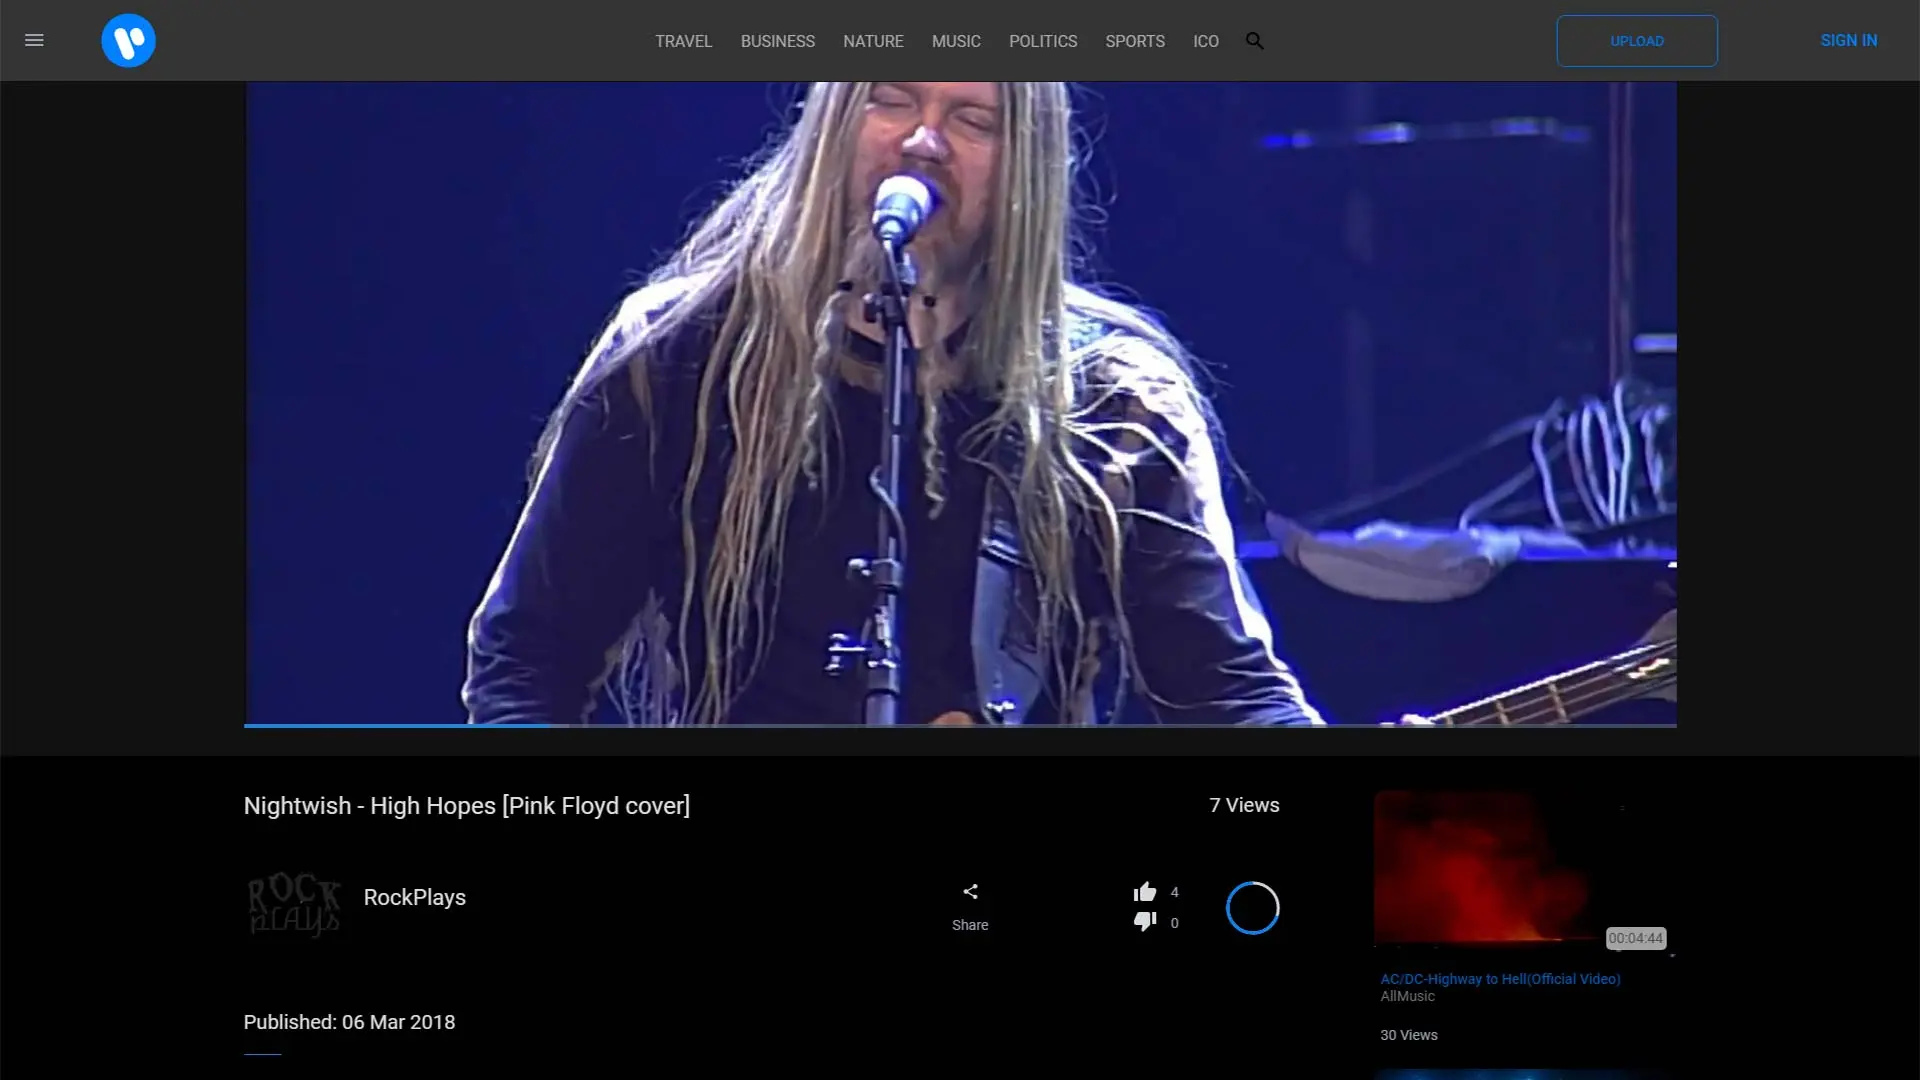 TRAVEL BUSINESS NATURE MUSIC POLITICS SPORTS ICO UPLOAD SIGN IN
Nightwish - High Hopes [Pink Floyd cover]
7 Views
ROCK
PLAYS
RockPlays
Share
4
0
Published: 06 Mar 2018
00:04:44
AC/DC-Highway to Hell(Official Video)
AllMusic
30 Views